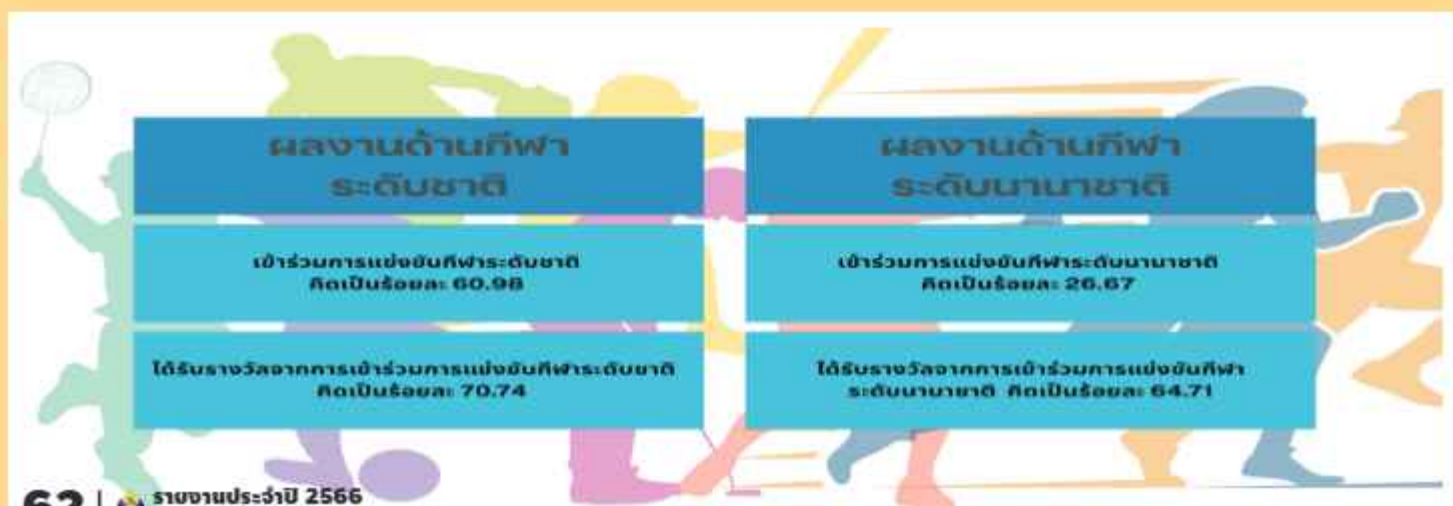 ผลงานด้านกีฬา
ระดับชาติ
เข้าร่วมการแข่งขันกีฬาระดับชาติ
คิดเป็นร้อยละ 60.98
ได้รับรางวัลจากการเข้าร่วมการแข่งขันกีฬาระดับชาติ
คิดเป็นร้อยละ 70.74
ผลงานด้านกีฬา
ระดับนานาชาติ
เข้าร่วมการแข่งขันกีฬาระดับนานาชาติ
คิดเป็นร้อยละ 26.67
ได้รับรางวัลจากการเข้าร่วมการแข่งขันกีฬา
ระดับนานาชาติ คิดเป็นร้อยละ 64.71
62 | รายงานประจำปี 2566